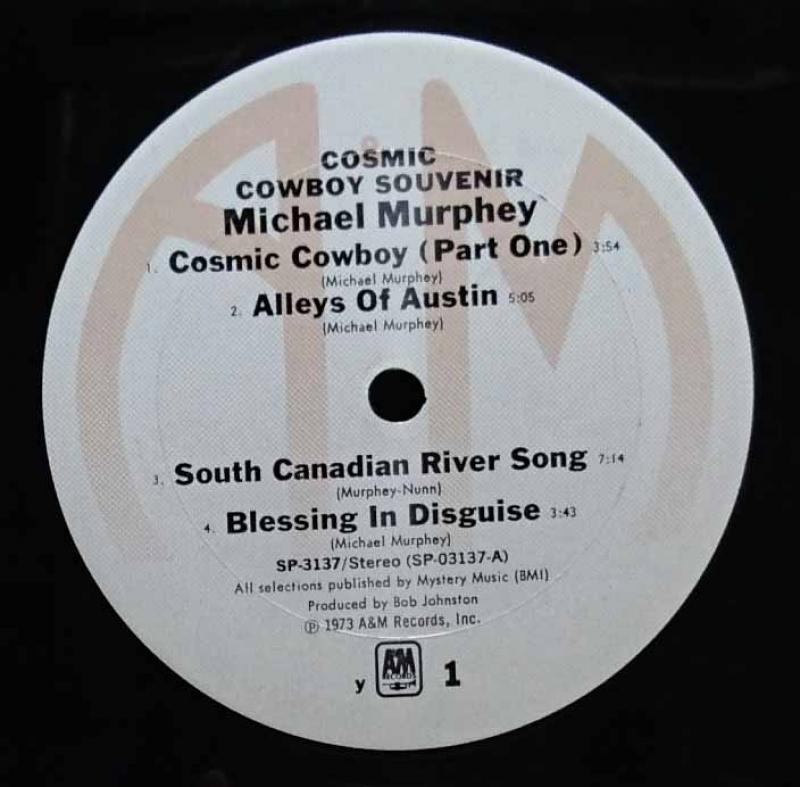 COSMIC
COWBOY SOUVENIR
Michael Murphey
1. Cosmic Cowboy (Part One) 3:54
(Michael Murphey)
2. Alleys Of Austin 5:05
(Michael Murphey)
3. South Canadian River Song 7:14
(Murphey-Nunn)
4. Blessing In Disguise 3:43
(Michael Murphey)
SP-3137/Stereo (SP-03137-A)
All selections published by Mystery Music (BMI)
Produced by Bob Johnston
℗ 1973 A&M Records, Inc.
A&M
RECORDS
y 1